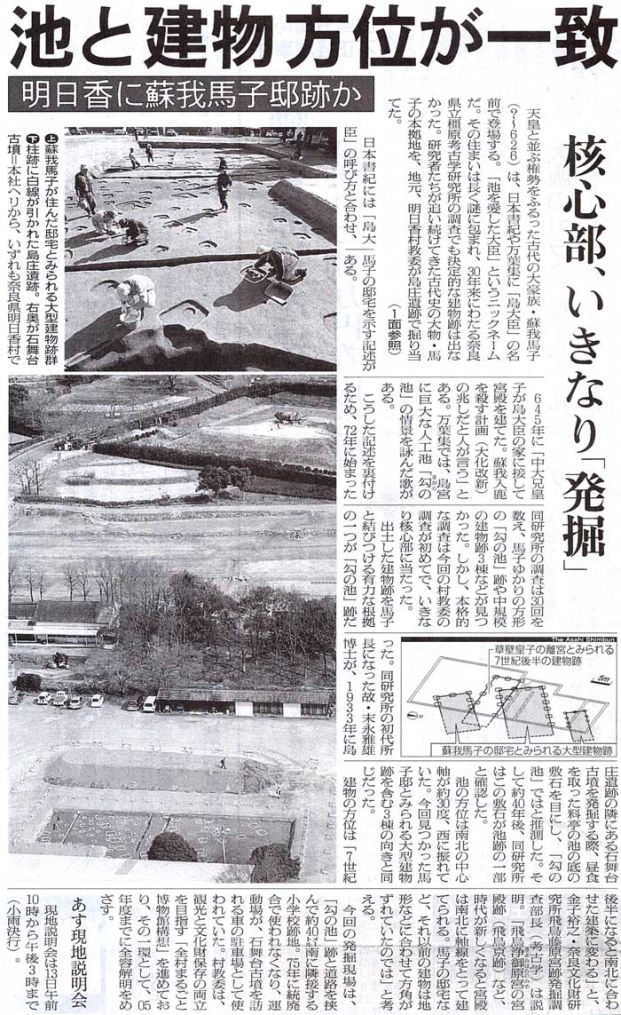 池と建物方位が一致
明日香に蘇我馬子邸跡か
核心部、いきなり「発掘」
天皇と並ぶ権勢をふるった古代の大豪族・蘇我馬子
(?〜626)は、日本書紀や万葉集に「島大臣」の名
前で登場する。「池を愛した大臣」というニックネーム
だ。その住まいは長く謎に包まれ、30年来にわたる奈良
県立橿原考古学研究所の調査でも決定的な建物跡は出な
かった。研究者たちが追い続けてきた古代史の大物・馬
子の本拠地を、地元、明日香村教委が島庄遺跡で掘り当
てた。
(1面参照)
日本書紀には「島大
臣」の呼び方と合わせ、
馬子の邸宅を示す記述が
ある。
上蘇我馬子が住んだ邸宅とみられる大型建物跡群
下柱跡に白線が引かれた島庄遺跡。右奥が石舞台
古墳=本社ヘリから、いずれも奈良県明日香村で
645年に「中大兄皇
子が島大臣の家に接して
宮殿を建てた。蘇我入鹿
を殺す計画(大化改新)
の兆しだと人が言う」と
ある。万葉集では、島宮
に巨大な人工池「勾の
池」の情景を詠んだ歌が
ある。
こうした記述を裏付け
るため、72年に始まった
同研究所の調査は30回を
数え、馬子ゆかりの方形
の「勾の池」跡や中規模
の建物跡3棟などが見つ
かった。しかし、本格的
な調査は今回の村教委の
調査が初めてで、いきな
り核心部に当たった。
出土した建物跡を馬子
と結びつける有力な根拠
の一つが「勾の池」跡だ
った。同研究所の初代所
長になった故・末永雅雄
博士が、1933年に島
The Asahi Shimbun
草壁皇子の離宮とみられる
7世紀後半の建物跡
蘇我馬子の邸宅とみられる大型建物跡
庄遺跡の隣にある石舞台
古墳を発掘する際、昼食
を取った料亭の池の底の
敷石を目にし、「勾の
池」ではと推測した。そ
して約40年後、同研究所
はこの敷石が池跡の一部
と確認した。
池の方位は南北の中心
軸が約30度、西に振れて
いた。今回見つかった馬
子邸とみられる大型建物
跡を含む3棟の向きと同
じだった。
建物の方位は「7世紀
後半になると南北に合わ
せた建築に変わる」と、
金子裕之・奈良文化財研
究所飛鳥藤原宮跡発掘調
査部長(考古学)は説
明。「飛鳥浄御原宮の宮
殿跡(飛鳥京跡)など、
時代が新しくなると宮殿
は南北に軸線をとって建
てられる。馬子の邸宅な
ど、それ以前の建物は地
形などに合わせて方角が
ずれていたのでは」と考
える。
今回の発掘現場は、
「勾の池」跡と道路を挟
んで約40㍍南と隣接する
小学校跡地。75年に統廃
合で使われなくなり、運
動場が、石舞台古墳を訪
れる車の駐車場として使
われていた。村教委は、
観光と文化財保存の両立
を目指す「全村まるごと
博物館構想」を進めてお
り、その一環として、05
年度までに全容解明をめ
ざす。
あす現地説明会
現地説明会は13日午前
10時から午後3時まで
(小雨決行)。